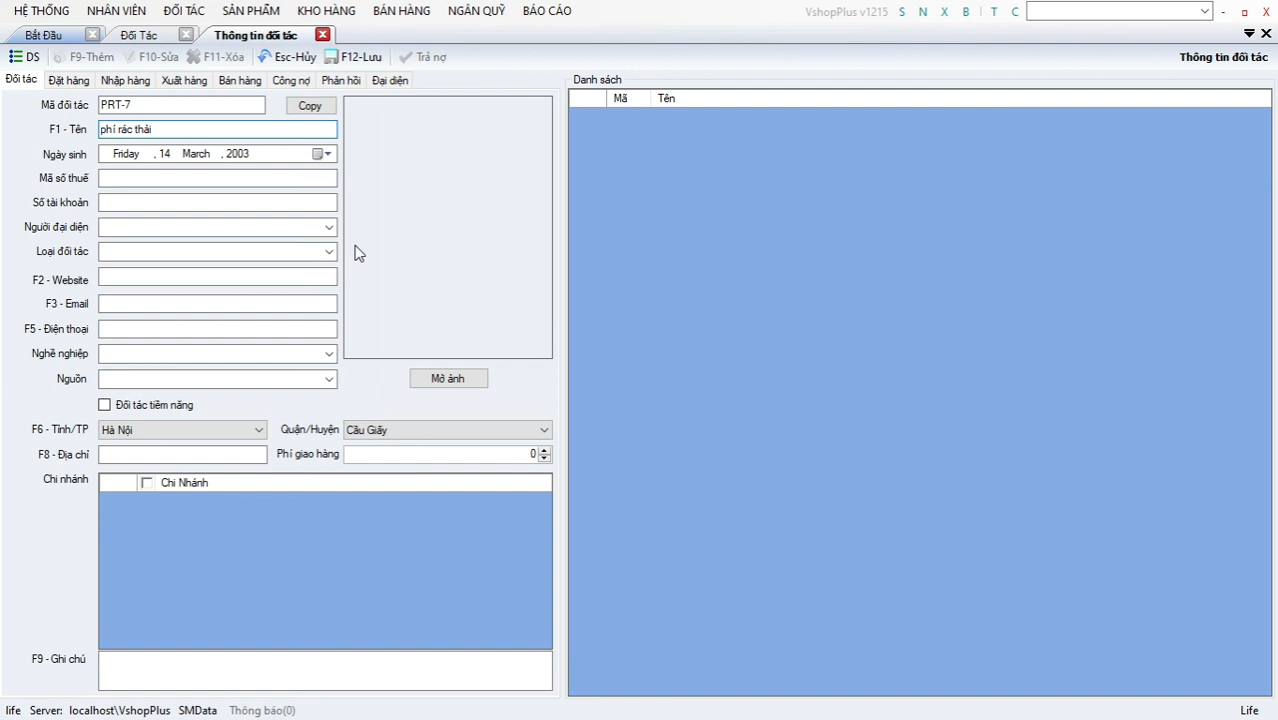 HỆ THỐNG NHÂN VIÊN ĐỐI TÁC SẢN PHẨM KHO HÀNG BÁN HÀNG NGÂN QUỸ BÁO CÁO VshopPlus v1215 S N X B T C - X
Bắt Đầu Đối Tác Thông tin đối tác
DS F9-Thêm F10-Sửa F11-Xóa Esc-Hủy F12-Lưu Trả nợ Thông tin đối tác
Đối tác Đặt hàng Nhập hàng Xuất hàng Bán hàng Công nợ Phản hồi Đại diện Danh sách
Mã đối tác PRT-7 Copy Mã Tên
F1 - Tên phí rác thải
Ngày sinh Friday , 14 March , 2003
Mã số thuế
Số tài khoản
Người đại diện
Loại đối tác
F2 - Website
F3 - Email
F5 - Điện thoại
Nghề nghiệp
Nguồn Mở ảnh
Đối tác tiềm năng
F6 - Tỉnh/TP Hà Nội Quận/Huyện Cầu Giấy
F8 - Địa chỉ Phí giao hàng 0
Chi nhánh Chi Nhánh
F9 - Ghi chú
life Server: localhost\VshopPlus SMData Thông báo(0) Life